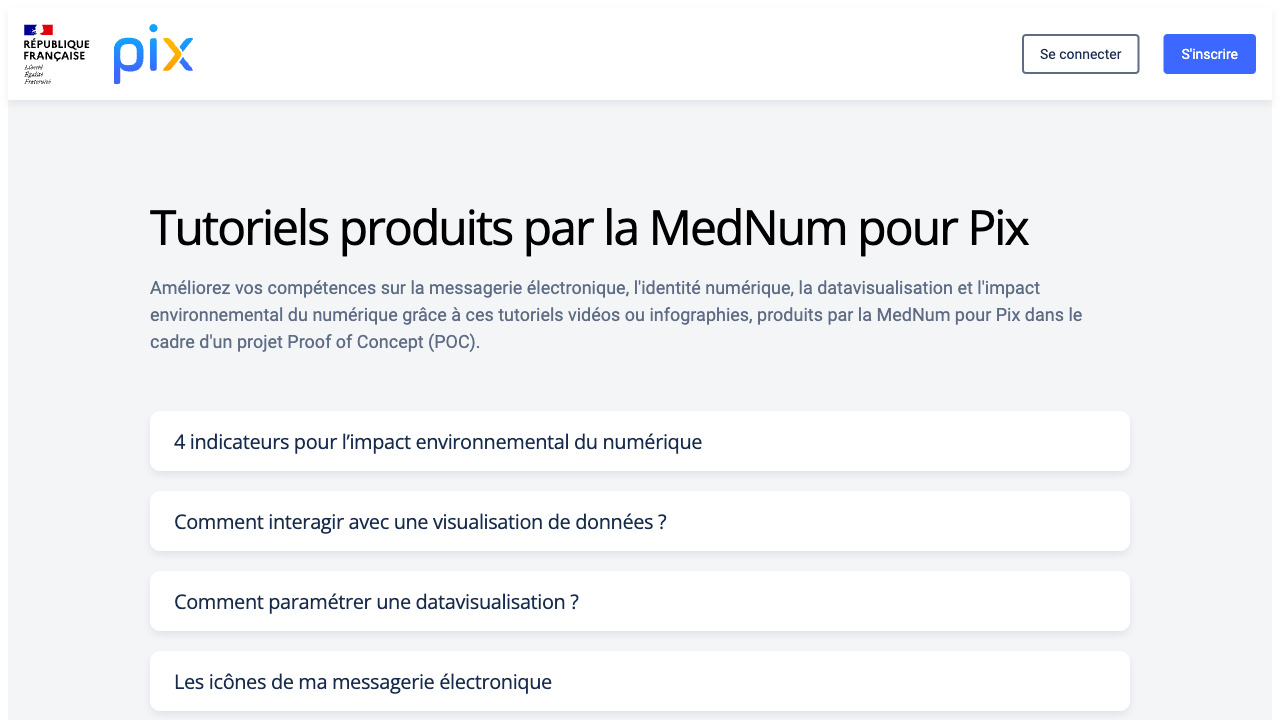 RÉPUBLIQUE
FRANÇAISE
Liberté
Égalité
Fraternité
pix
Se connecter
S'inscrire
Tutoriels produits par la MedNum pour Pix
Améliorez vos compétences sur la messagerie électronique, l'identité numérique, la datavisualisation et l'impact
environnemental du numérique grâce à ces tutoriels vidéos ou infographies, produits par la MedNum pour Pix dans le
cadre d'un projet Proof of Concept (POC).
4 indicateurs pour l’impact environnemental du numérique
Comment interagir avec une visualisation de données ?
Comment paramétrer une datavisualisation ?
Les icônes de ma messagerie électronique